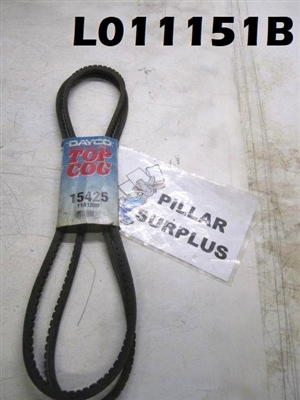 L011151B
DAYCO
TOP
COG
15425
PILLAR
SURPLUS